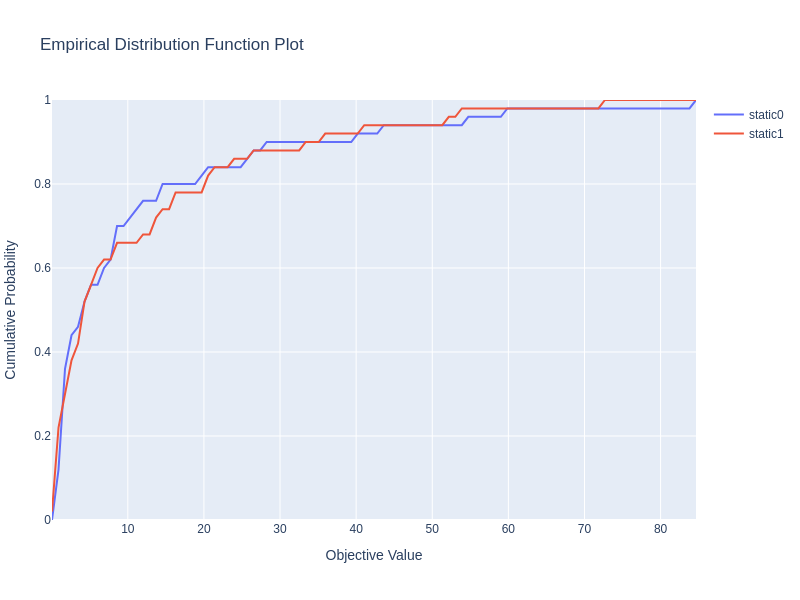 Empirical Distribution Function Plot
static0
static1
1
0.8
0.6
0.4
0.2
0
Cumulative Probability
10 20 30 40 50 60 70 80
Objective Value